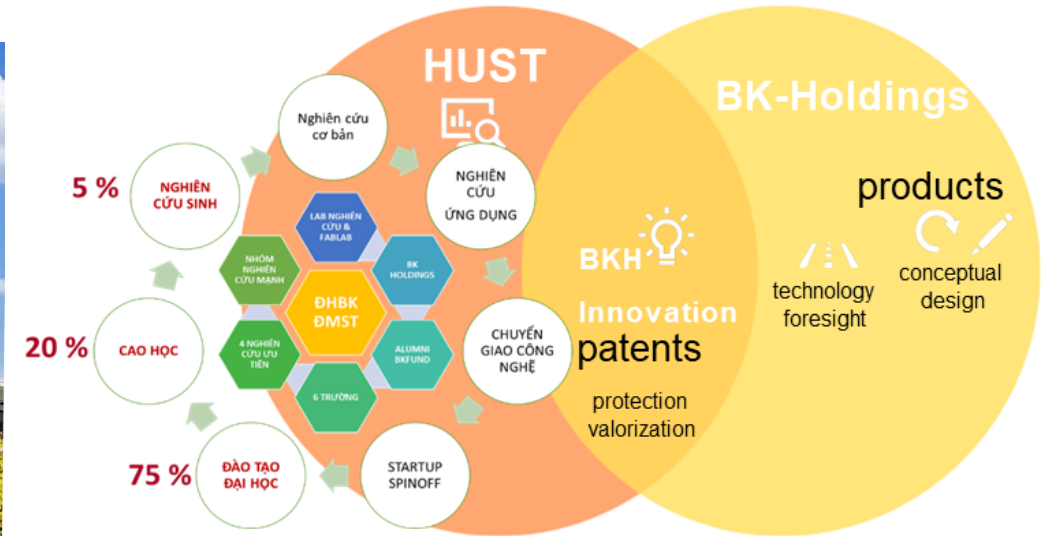 HUST
BK-Holdings
Nghiên cứu
cơ bản
NGHIÊN
CỨU
ỨNG DỤNG
CHUYỂN
GIAO CÔNG
NGHỆ
STARTUP
SPINOFF
75 %
ĐÀO TẠO
ĐẠI HỌC
20 %
CAO HỌC
5 %
NGHIÊN
CỨU SINH
LAB NGHIÊN
CỨU &
FABLAB
BK
HOLDINGS
ALUMNI
BKFUND
6 TRƯỜNG
4 NGHIÊN
CỨU ƯU
TIÊN
NHÓM
NGHIÊN
CỨU MẠNH
ĐHBK
ĐMST
BKH
Innovation
patents
protection
valorization
products
technology
foresight
conceptual
design